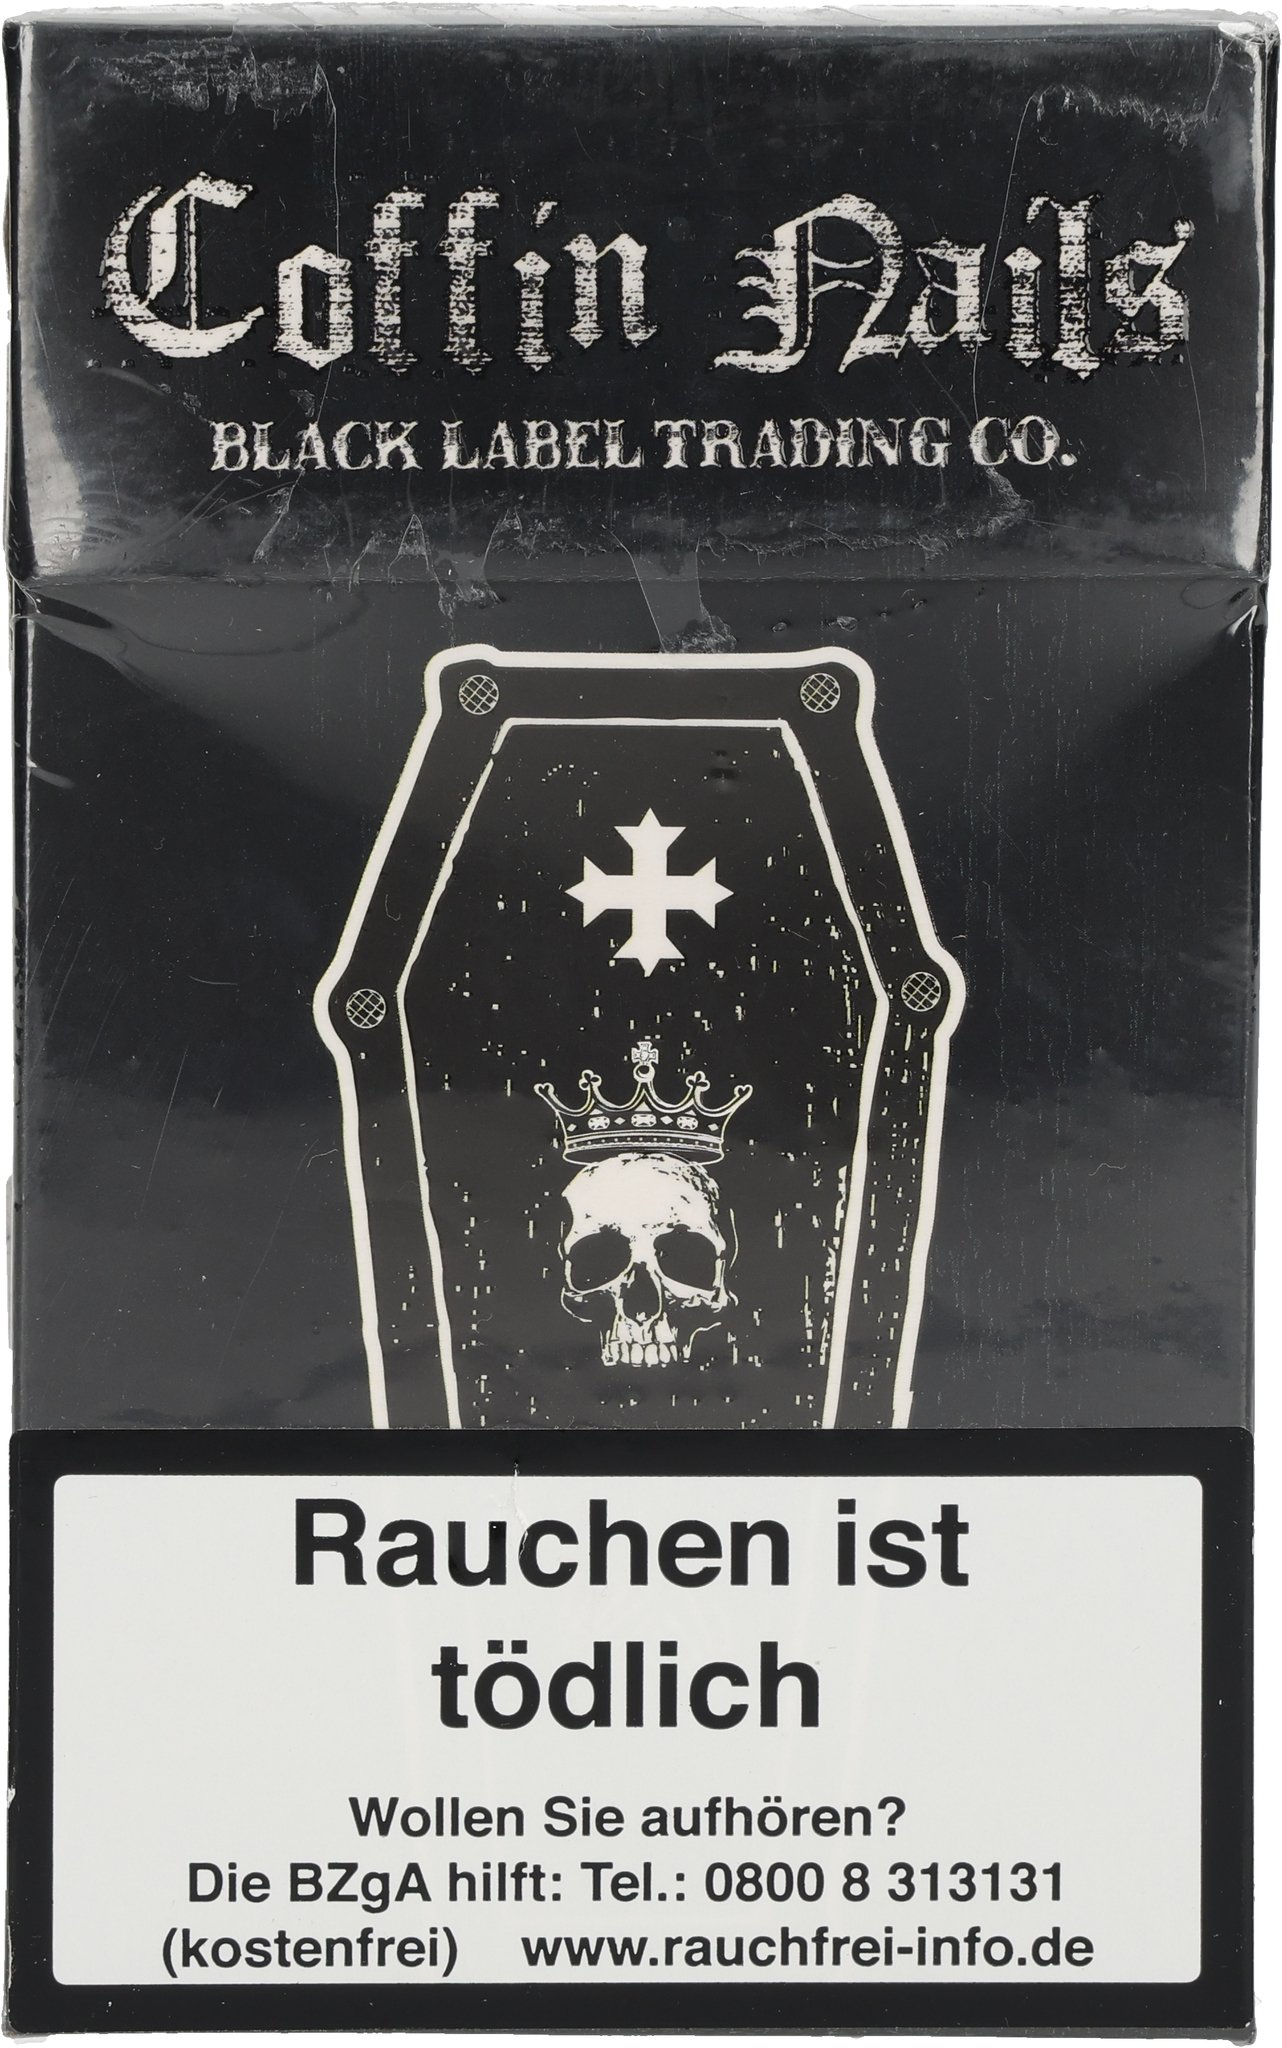 Coffin Nails
BLACK LABEL TRADING CO.
Rauchen ist
tödlich
Wollen Sie aufhören?
Die BZgA hilft: Tel.: 0800 8 313131
(kostenfrei) www.rauchfrei-info.de